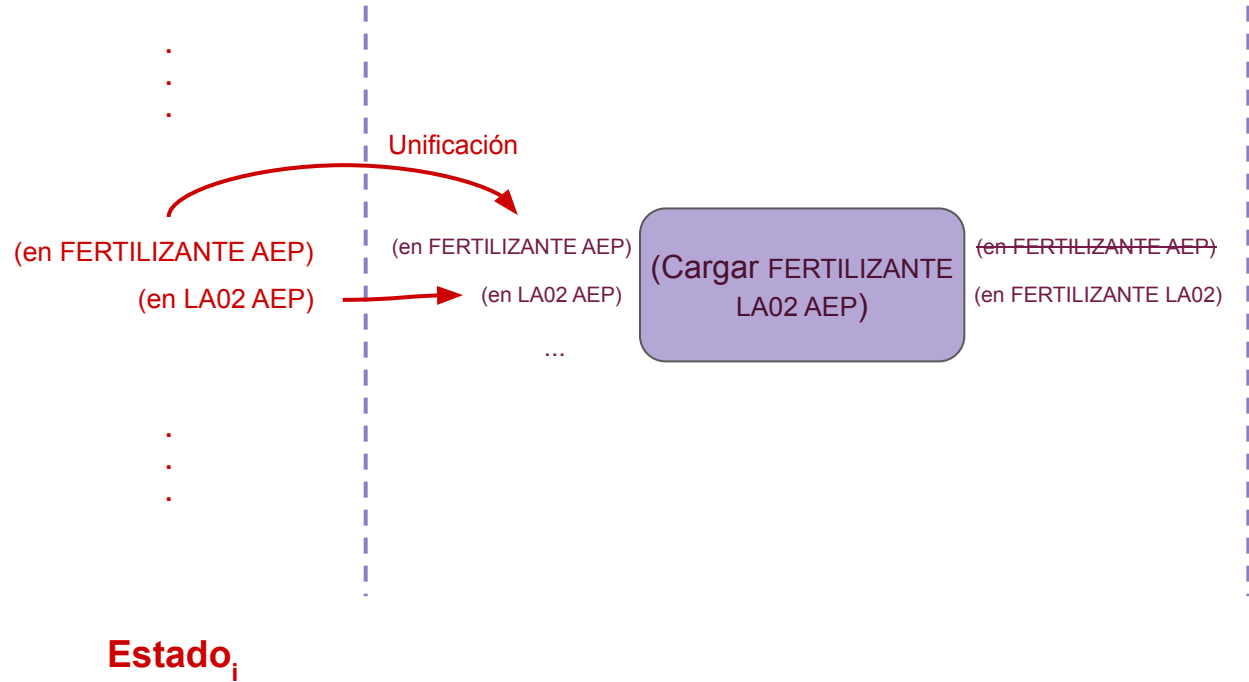 .
.
.
Unificación
(en FERTILIZANTE AEP)
(en LA02 AEP)
(en FERTILIZANTE AEP)
(en LA02 AEP)
...
(Cargar FERTILIZANTE
LA02 AEP)
(en FERTILIZANTE AEP)
(en FERTILIZANTE LA02)
.
.
.
Estadoi